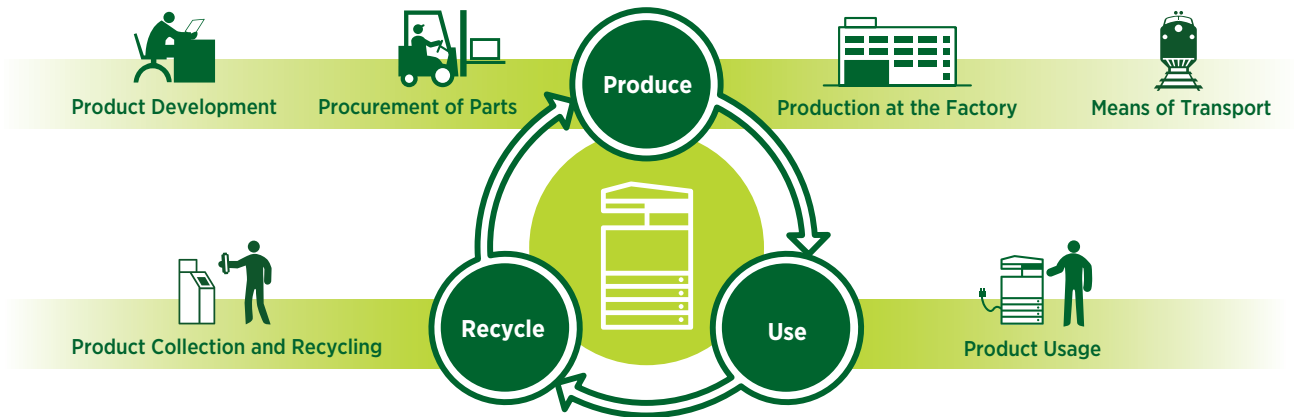 Produce
Product Development
Procurement of Parts
Production at the Factory
Means of Transport
Recycle
Use
Product Collection and Recycling
Product Usage